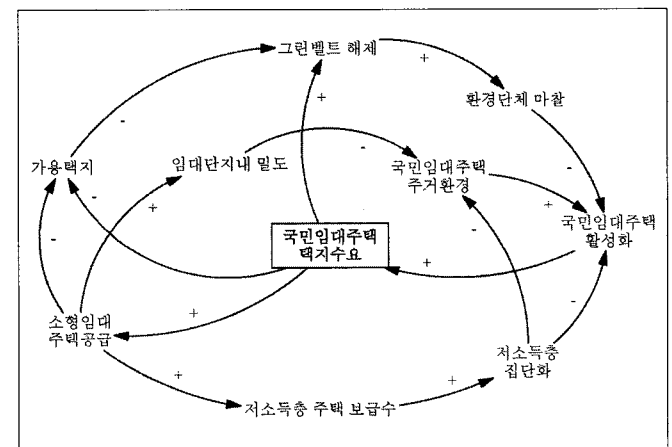 그린벨트 해제
+
+
환경단체 마찰
-
-
-
가용택지
임대단지내 밀도
국민임대주택
주거환경
-
+
+
국민임대주택
활성화
-
-
국민임대주택
택지수요
+
소형임대
주택공급
+
-
저소득층
집단화
+
+
저소득층 주택 보급수